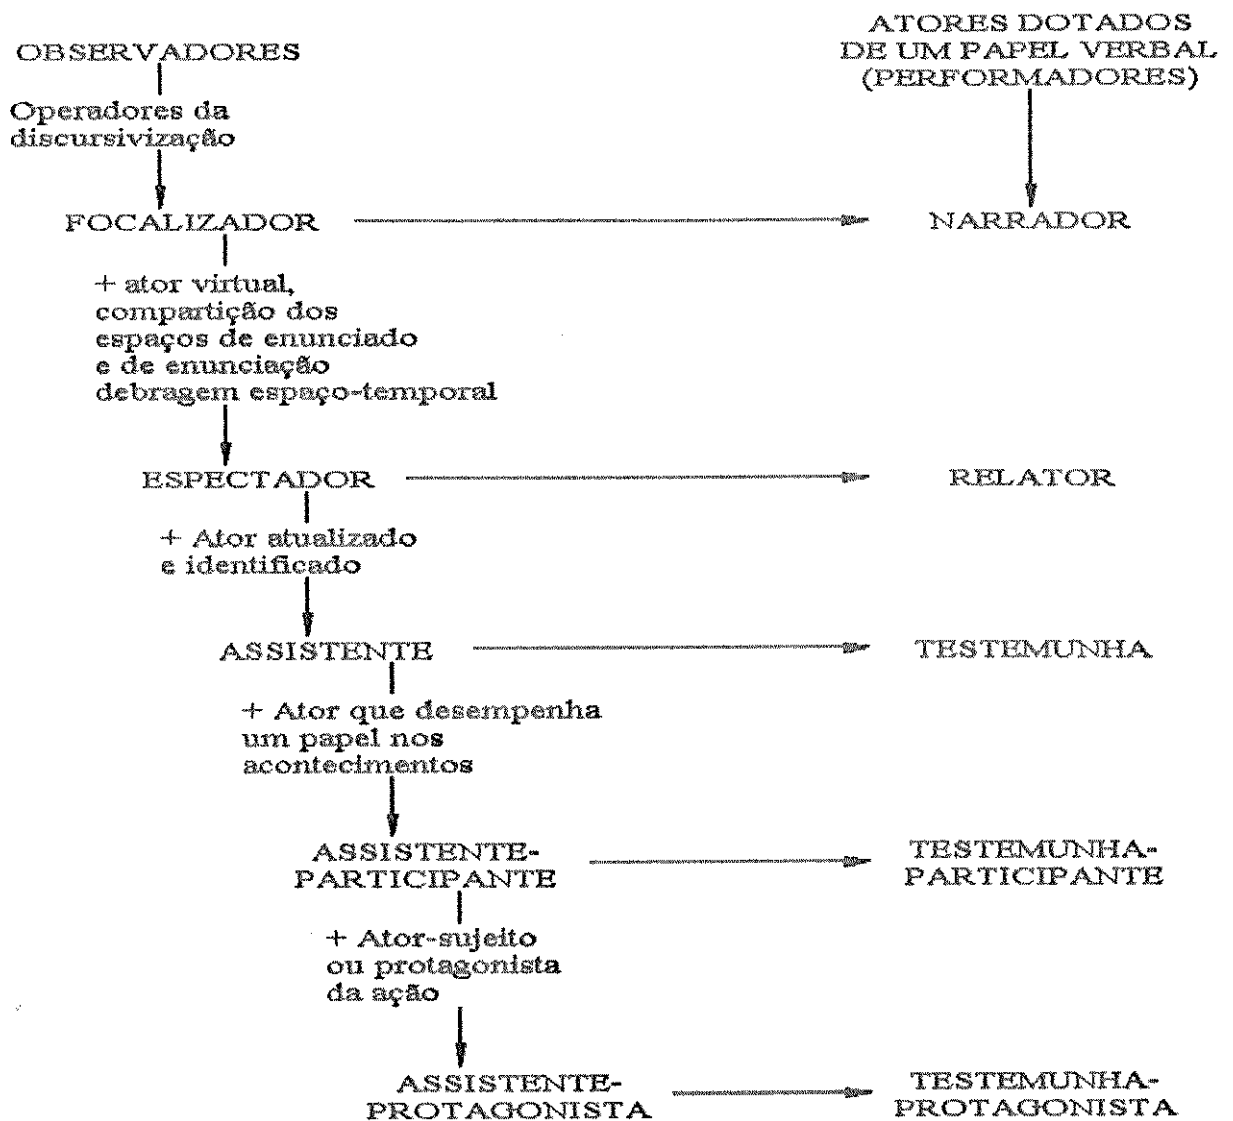 OBSERVADORES
ATORES DOTADOS
DE UM PAPEL VERBAL
(PERFORMADORES)
Operadores da
discursivização
FOCALIZADOR
NARRADOR
+ ator virtual,
compartição dos
espaços de enunciado
e de enunciação
debragem espaço-temporal
ESPECTADOR
RELATOR
+ Ator atualizado
e identificado
ASSISTENTE
TESTEMUNHA
+ Ator que desempenha
um papel nos
acontecimentos
ASSISTENTE-
PARTICIPANTE
TESTEMUNHA-
PARTICIPANTE
+ Ator-sujeito
ou protagonista
da ação
ASSISTENTE-
PROTAGONISTA
TESTEMUNHA-
PROTAGONISTA